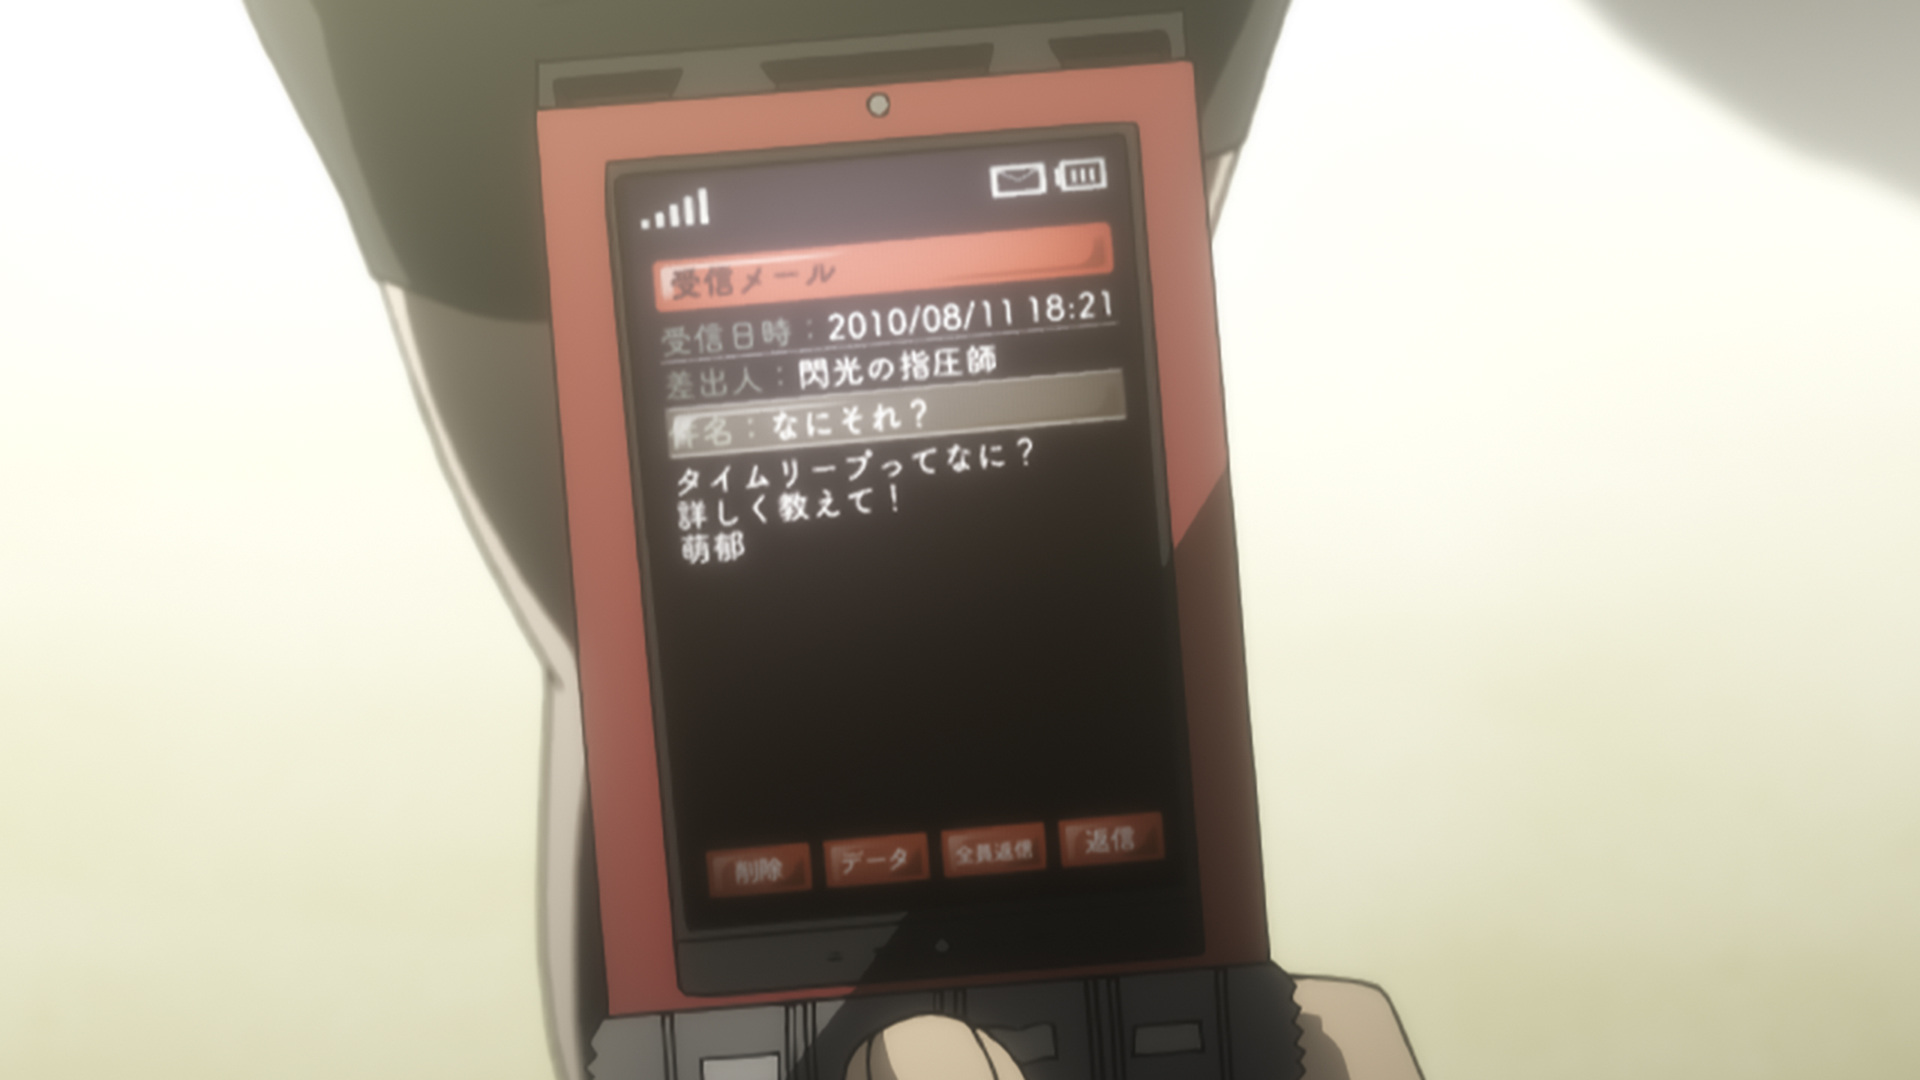 受信メール
受信日時：2010/08/11 18:21
差出人：閃光の指圧師
件名：なにそれ？
タイムリープってなに？
詳しく教えて！
萌郁
削除 データ 全員返信 返信